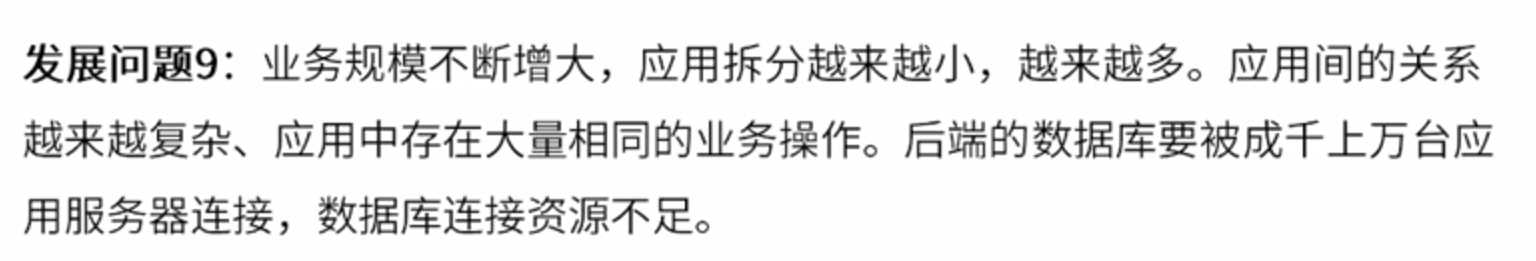 发展问题9：业务规模不断增大，应用拆分越来越小，越来越多。应用间的关系
越来越复杂、应用中存在大量相同的业务操作。后端的数据库要被成千上万台应
用服务器连接，数据库连接资源不足。